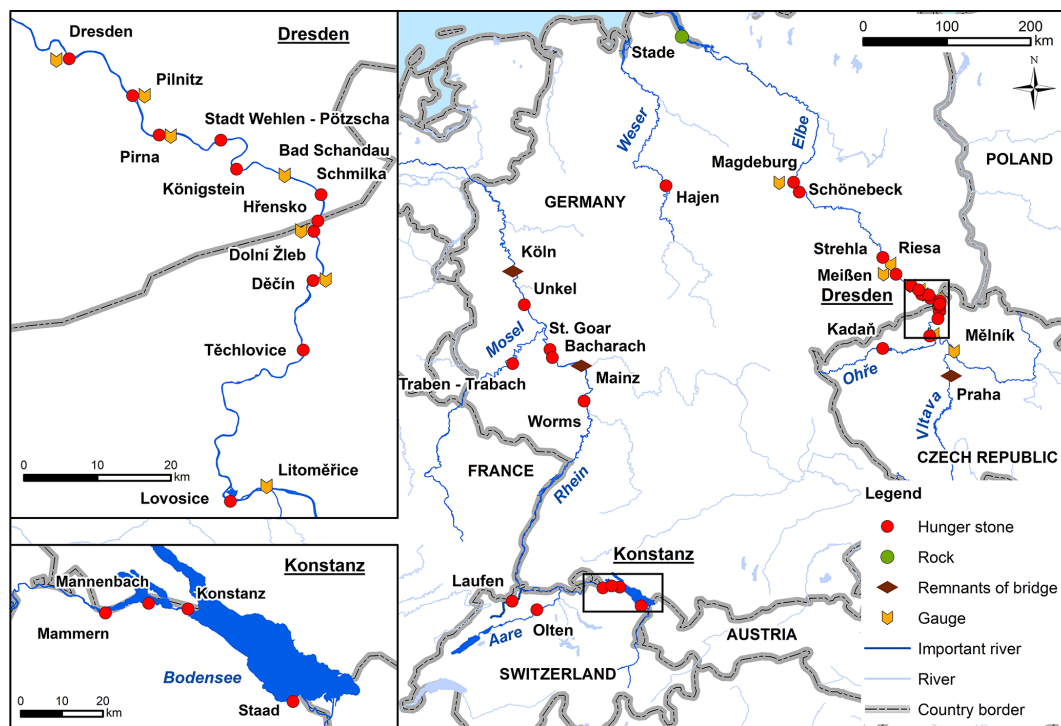 Dresden
Dresden
Pilnitz
Stadt Wehlen - Pötzscha
Pirna
Bad Schandau
Königstein
Schmilka
Hřensko
Dolní Žleb
Děčín
Těchlovice
0 10 20
km
Litoměřice
Lovosice
Konstanz
Mannenbach
Konstanz
Mammern
Bodensee
Staad
0 10 20
km
0 100 200
km
N
Stade
Weser
Elbe
POLAND
Magdeburg
Schönebeck
Hajen
GERMANY
Strehla
Riesa
Meißen
Köln
Dresden
Unkel
Kadaň
Mělník
St. Goar
Mosel
Bacharach
Ohře
Traben - Trabach
Mainz
Praha
Worms
Vltava
FRANCE
CZECH REPUBLIC
Rhein
Konstanz
Laufen
Olten
Aare
AUSTRIA
SWITZERLAND
Legend
Hunger stone
Rock
Remnants of bridge
Gauge
Important river
River
Country border